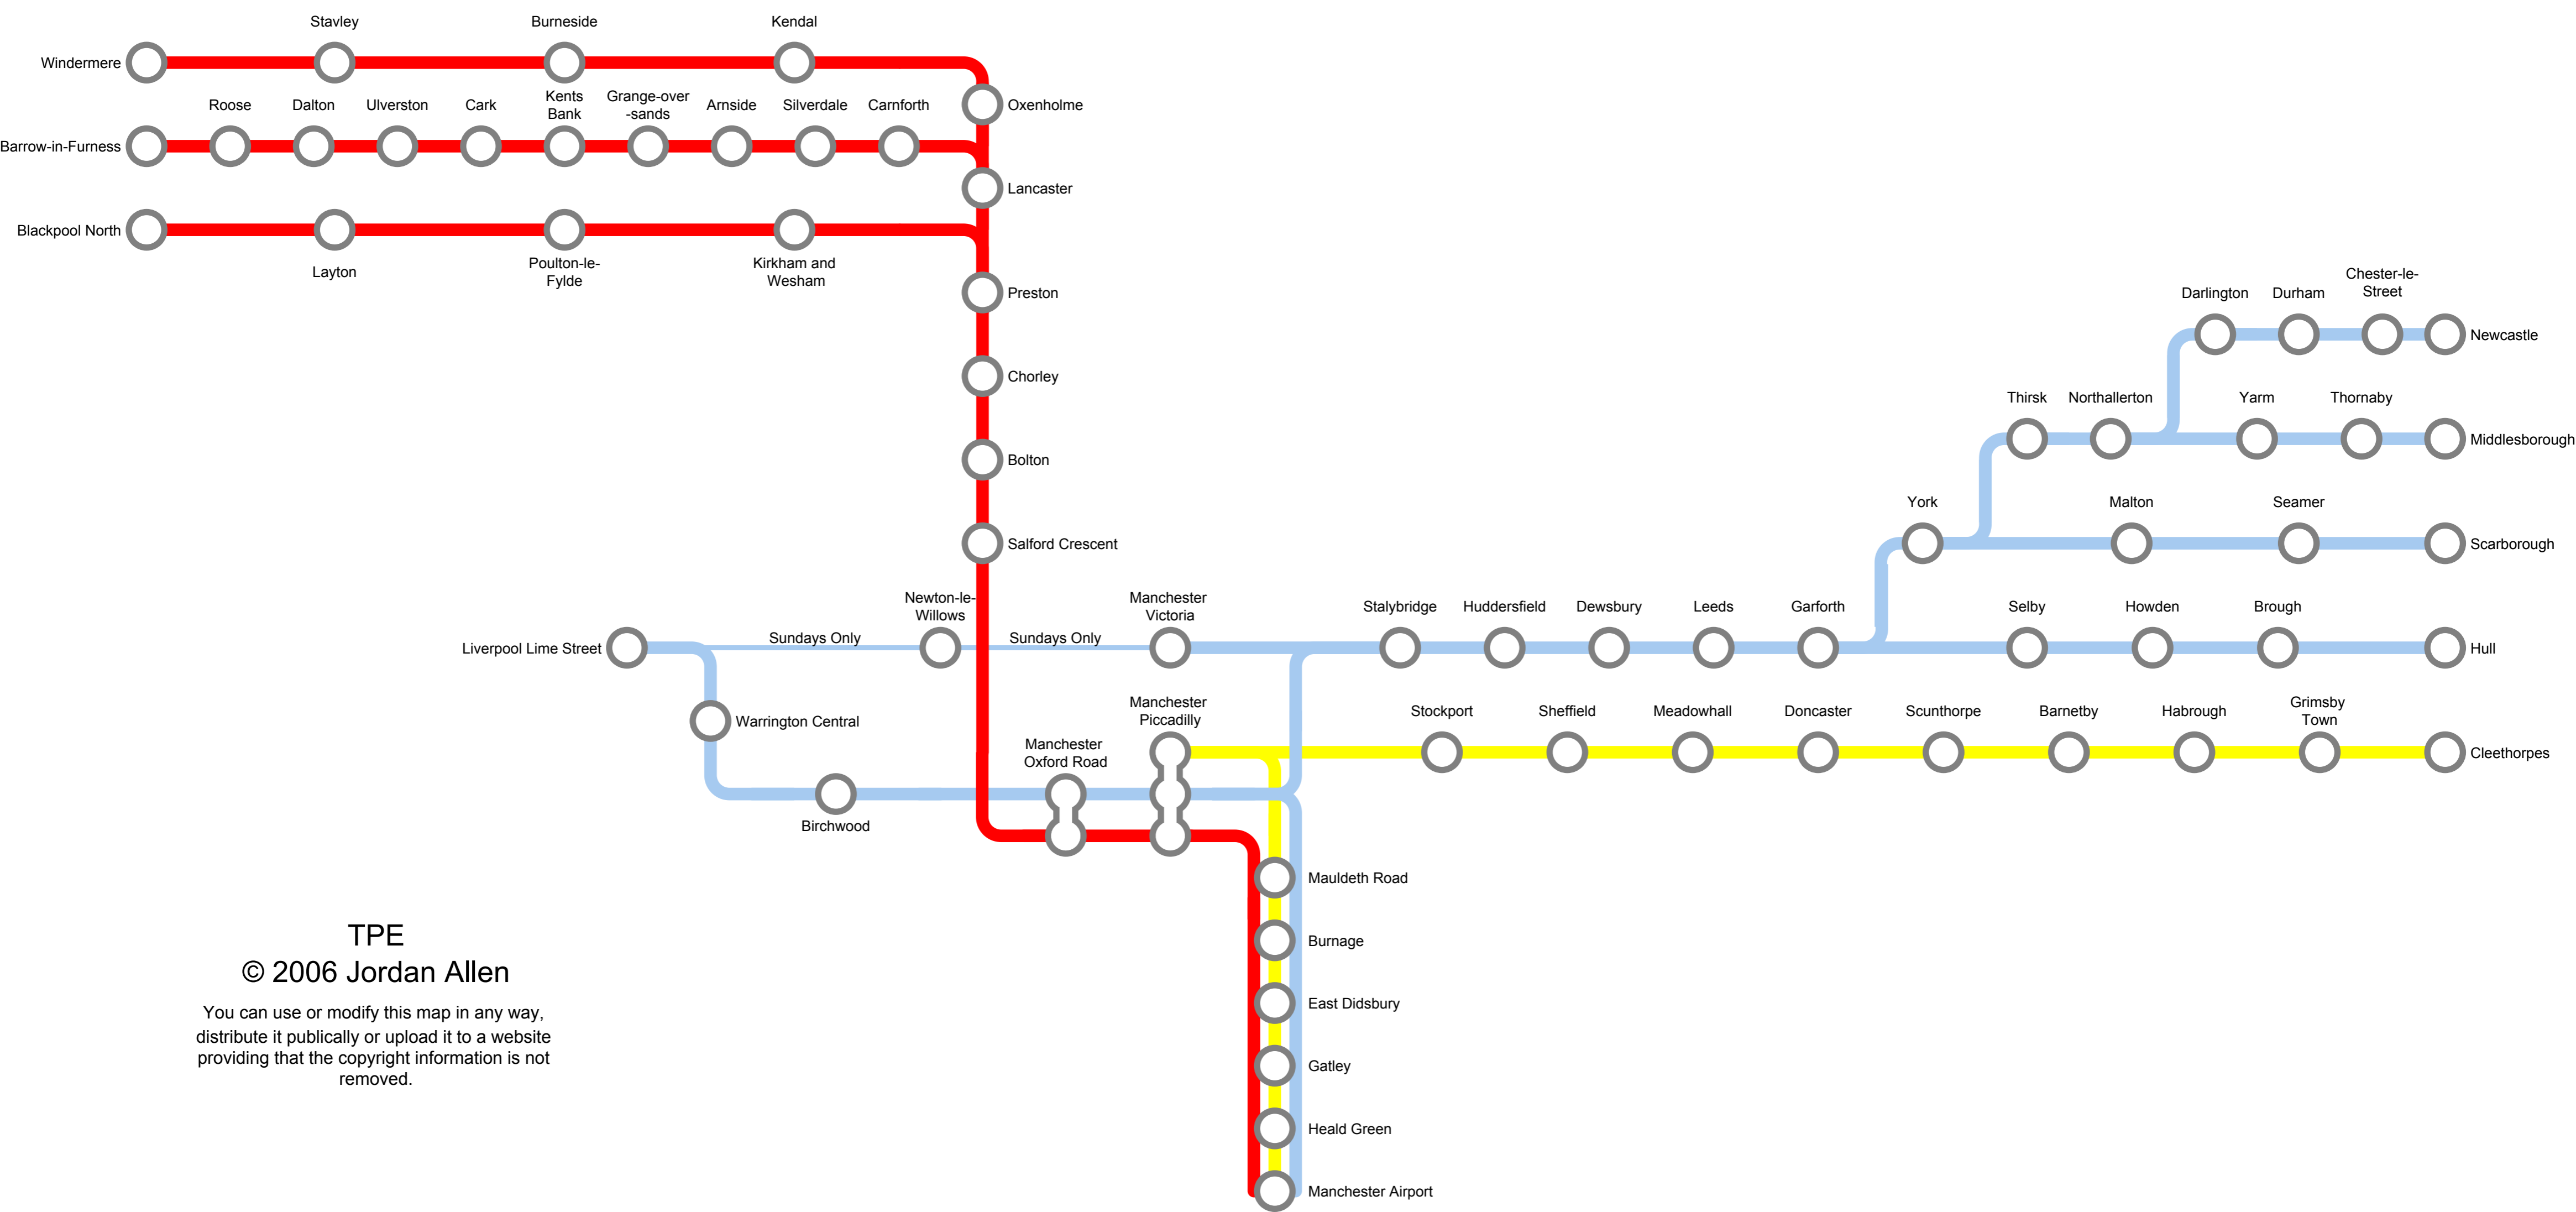 Stavley
Burneside
Kendal
Windermere
Oxenholme
Roose
Dalton
Ulverston
Cark
Kents
Bank
Grange-over
-sands
Arnside
Silverdale
Carnforth
Barrow-in-Furness
Lancaster
Blackpool North
Layton
Poulton-le-
Fylde
Kirkham and
Wesham
Preston
Chorley
Bolton
Salford Crescent
Darlington
Durham
Chester-le-
Street
Newcastle
Thirsk
Northallerton
Yarm
Thornaby
Middlesborough
York
Malton
Seamer
Scarborough
Newton-le-
Willows
Manchester
Victoria
Stalybridge
Huddersfield
Dewsbury
Leeds
Garforth
Selby
Howden
Brough
Liverpool Lime Street
Sundays Only
Sundays Only
Hull
Warrington Central
Manchester
Piccadilly
Manchester
Oxford Road
Stockport
Sheffield
Meadowhall
Doncaster
Scunthorpe
Barnetby
Habrough
Grimsby
Town
Cleethorpes
Birchwood
Mauldeth Road
Burnage
East Didsbury
Gatley
Heald Green
Manchester Airport
TPE
© 2006 Jordan Allen
You can use or modify this map in any way,
distribute it publically or upload it to a website
providing that the copyright information is not
removed.